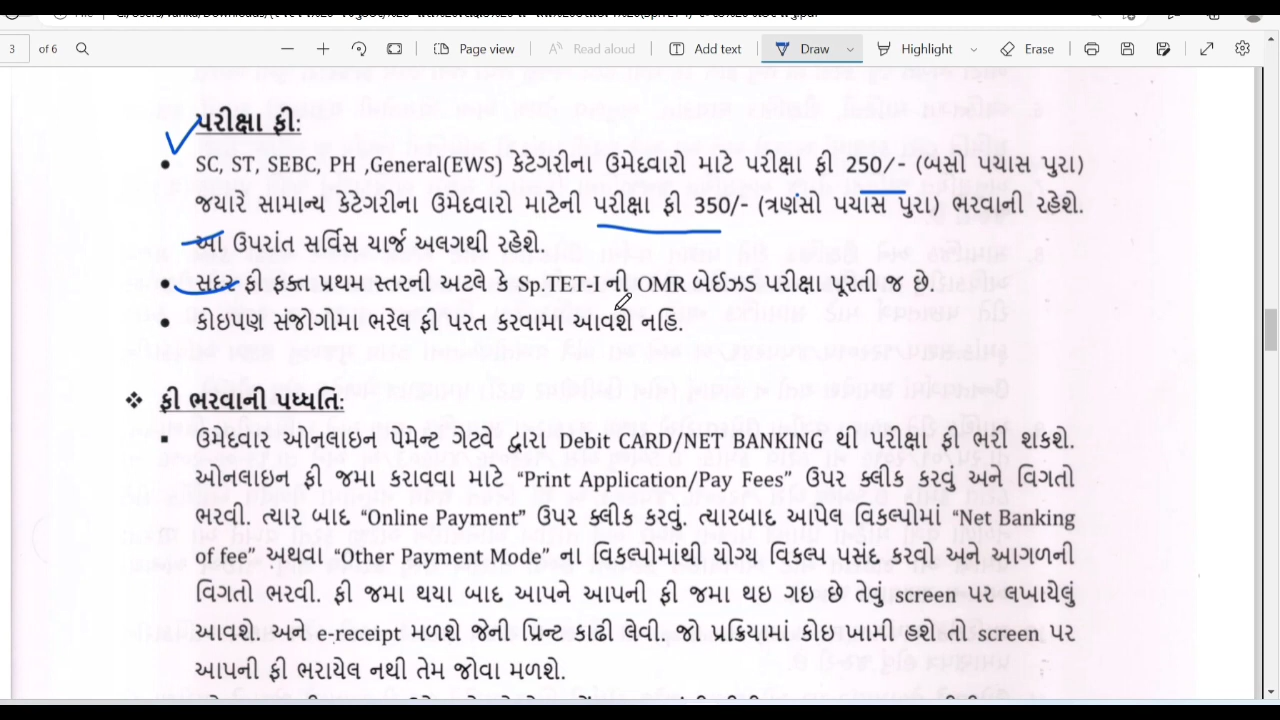 3 of 6 Page view Read aloud Add text Draw Highlight Erase
પરીક્ષા ફી:
• SC, ST, SEBC, PH ,General(EWS) કેટેગરીના ઉમેદવારો માટે પરીક્ષા ફી 250/- (બસો પચાસ પુરા)
જયારે સામાન્ય કેટેગરીના ઉમેદવારો માટેની પરીક્ષા ફી 350/- (ત્રણસો પચાસ પુરા) ભરવાની રહેશે.
આ ઉપરાંત સર્વિસ ચાર્જ અલગથી રહેશે.
• સદર ફી ફક્ત પ્રથમ સ્તરની અટલે કે Sp.TET-I ની OMR બેઈઝડ પરીક્ષા પૂરતી જ છે.
• કોઇપણ સંજોગોમા ભરેલ ફી પરત કરવામા આવશે નહિ.
❖ ફી ભરવાની પધ્ધતિ:
▪ ઉમેદવાર ઓનલાઇન પેમેન્ટ ગેટવે દ્વારા Debit CARD/NET BANKING થી પરીક્ષા ફી ભરી શકશે.
ઓનલાઇન ફી જમા કરાવવા માટે “Print Application/Pay Fees” ઉપર ક્લીક કરવુ અને વિગતો
ભરવી. ત્યાર બાદ “Online Payment” ઉપર ક્લીક કરવું. ત્યારબાદ આપેલ વિકલ્પોમાં “Net Banking
of fee” અથવા “Other Payment Mode” ના વિકલ્પોમાંથી યોગ્ય વિકલ્પ પસંદ કરવો અને આગળની
વિગતો ભરવી. ફી જમા થયા બાદ આપને આપની ફી જમા થઇ ગઇ છે તેવું screen પર લખાયેલું
આવશે. અને e-receipt મળશે જેની પ્રિન્ટ કાઢી લેવી. જો પ્રક્રિયામાં કોઇ ખામી હશે તો screen પર
આપની ફી ભરાયેલ નથી તેમ જોવા મળશે.